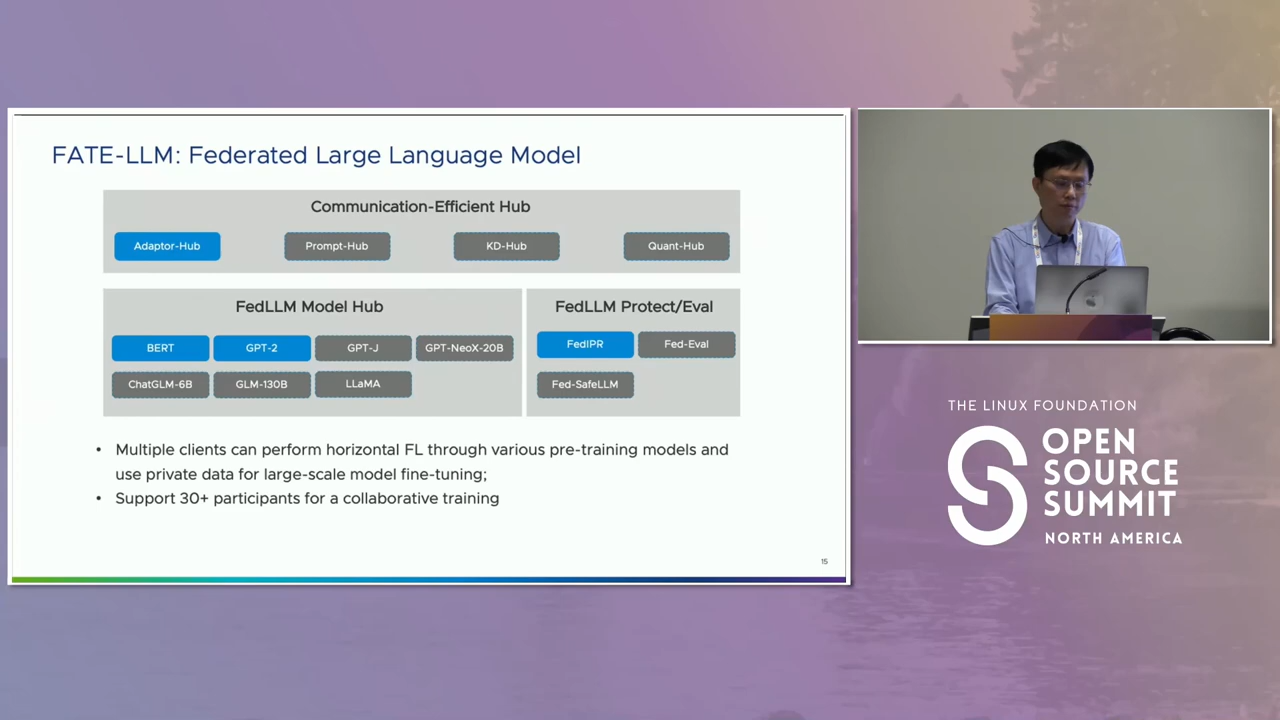 FATE-LLM: Federated Large Language Model
Communication-Efficient Hub
Adaptor-Hub
Prompt-Hub
KD-Hub
Quant-Hub
FedLLM Model Hub
BERT
GPT-2
GPT-J
GPT-NeoX-20B
ChatGLM-6B
GLM-130B
LLaMA
FedLLM Protect/Eval
FedIPR
Fed-Eval
Fed-SafeLLM
• Multiple clients can perform horizontal FL through various pre-training models and
use private data for large-scale model fine-tuning;
• Support 30+ participants for a collaborative training
15
THE LINUX FOUNDATION
OPEN
SOURCE
SUMMIT
NORTH AMERICA